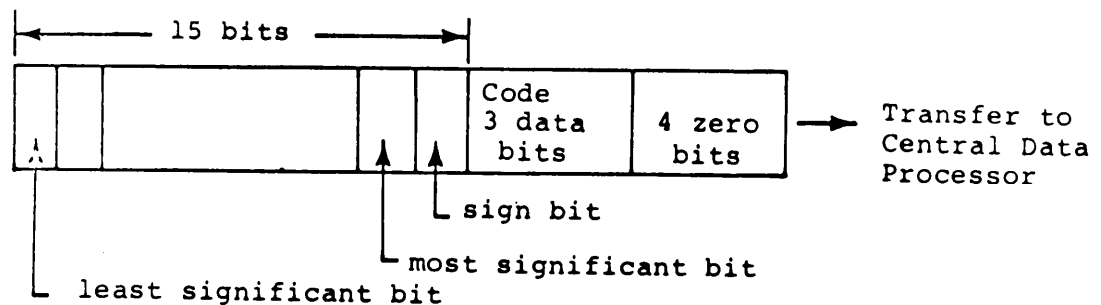 15 bits
Code
3 data
bits
4 zero
bits
Transfer to
Central Data
Processor
sign bit
most significant bit
least significant bit